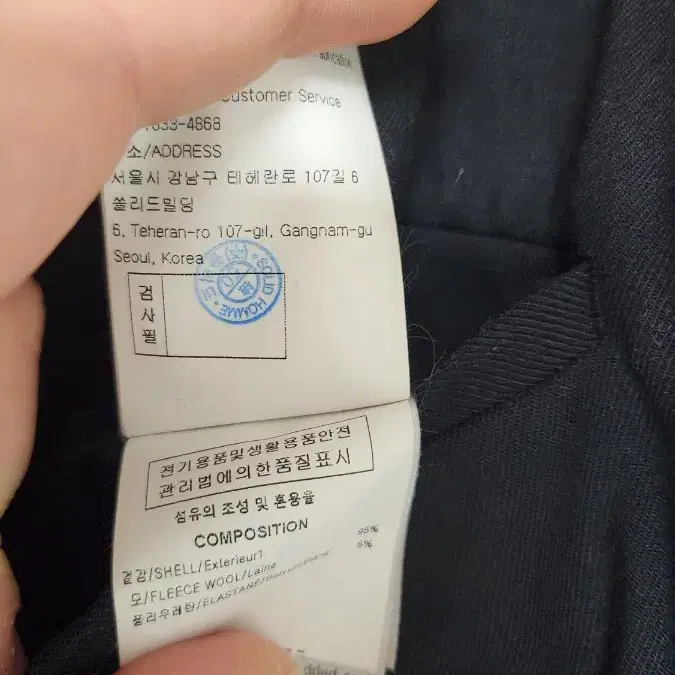 Customer Service
1633-4868
소/ADDRESS
서울시 강남구 테헤란로 107길 6
쏠리드빌딩
6, Teheran-ro 107-gil, Gangnam-gu
Seoul, Korea
SOLID HOMME
검
사
필
전기용품및생활용품안전
관리법에의한품질표시
섬유의 조성 및 혼용율
COMPOSITION
겉감/SHELL/Exterieur1
모/FLEECE WOOL/Laine 95%
폴리우레탄/ELASTANE/ 5%